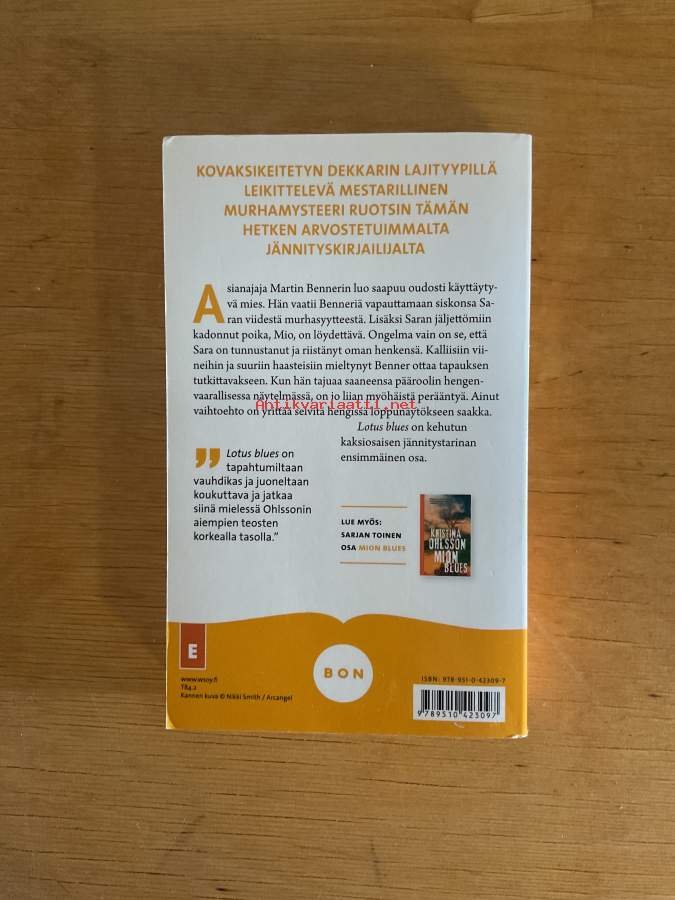 KOVAKSIKEITETYN DEKKARIN LAJITYYPILLÄ
LEIKITTELEVÄ MESTARILLINEN
MURHAMYSTEERI RUOTSIN TÄMÄN
HETKEN ARVOSTETUIMMALTA
JÄNNITYSKIRJAILIJALTA
Asianajaja Martin Bennerin luo saapuu oudosti käyttäyty-
vä mies. Hän vaatii Benneriä vapauttamaan siskonsa Sa-
ran viidestä murhasyytteestä. Lisäksi Saran jäljettömiin
kadonnut poika, Mio, on löydettävä. Ongelma vain on se, että
Sara on tunnustanut ja riistänyt oman henkensä. Kalliisiin vii-
neihin ja suuriin haasteisiin mieltynyt Benner ottaa tapauksen
tutkittavakseen. Kun hän tajuaa saaneensa pääroolin hengen-
vaarallisessa näytelmässä, on jo liian myöhäistä perääntyä. Ainut
vaihtoehto on yrittää selvitä hengissä loppunäytökseen saakka.
Antikvariaatti.net
Lotus blues on kehutun
kaksiosaisen jännitystarinan
ensimmäinen osa.
” Lotus blues on
tapahtumiltaan
vauhdikas ja juoneltaan
koukuttava ja jatkaa
siinä mielessä Ohlssonin
aiempien teosten
korkealla tasolla.”
LUE MYÖS:
SARJAN TOINEN
OSA MION BLUES
KRISTINA
OHLSSON
MION
BLUES
E
BON
www.wsoy.fi
T84.2
Kannen kuva © Nikki Smith / Arcangel
ISBN: 978-951-0-42309-7
9 789510 423097